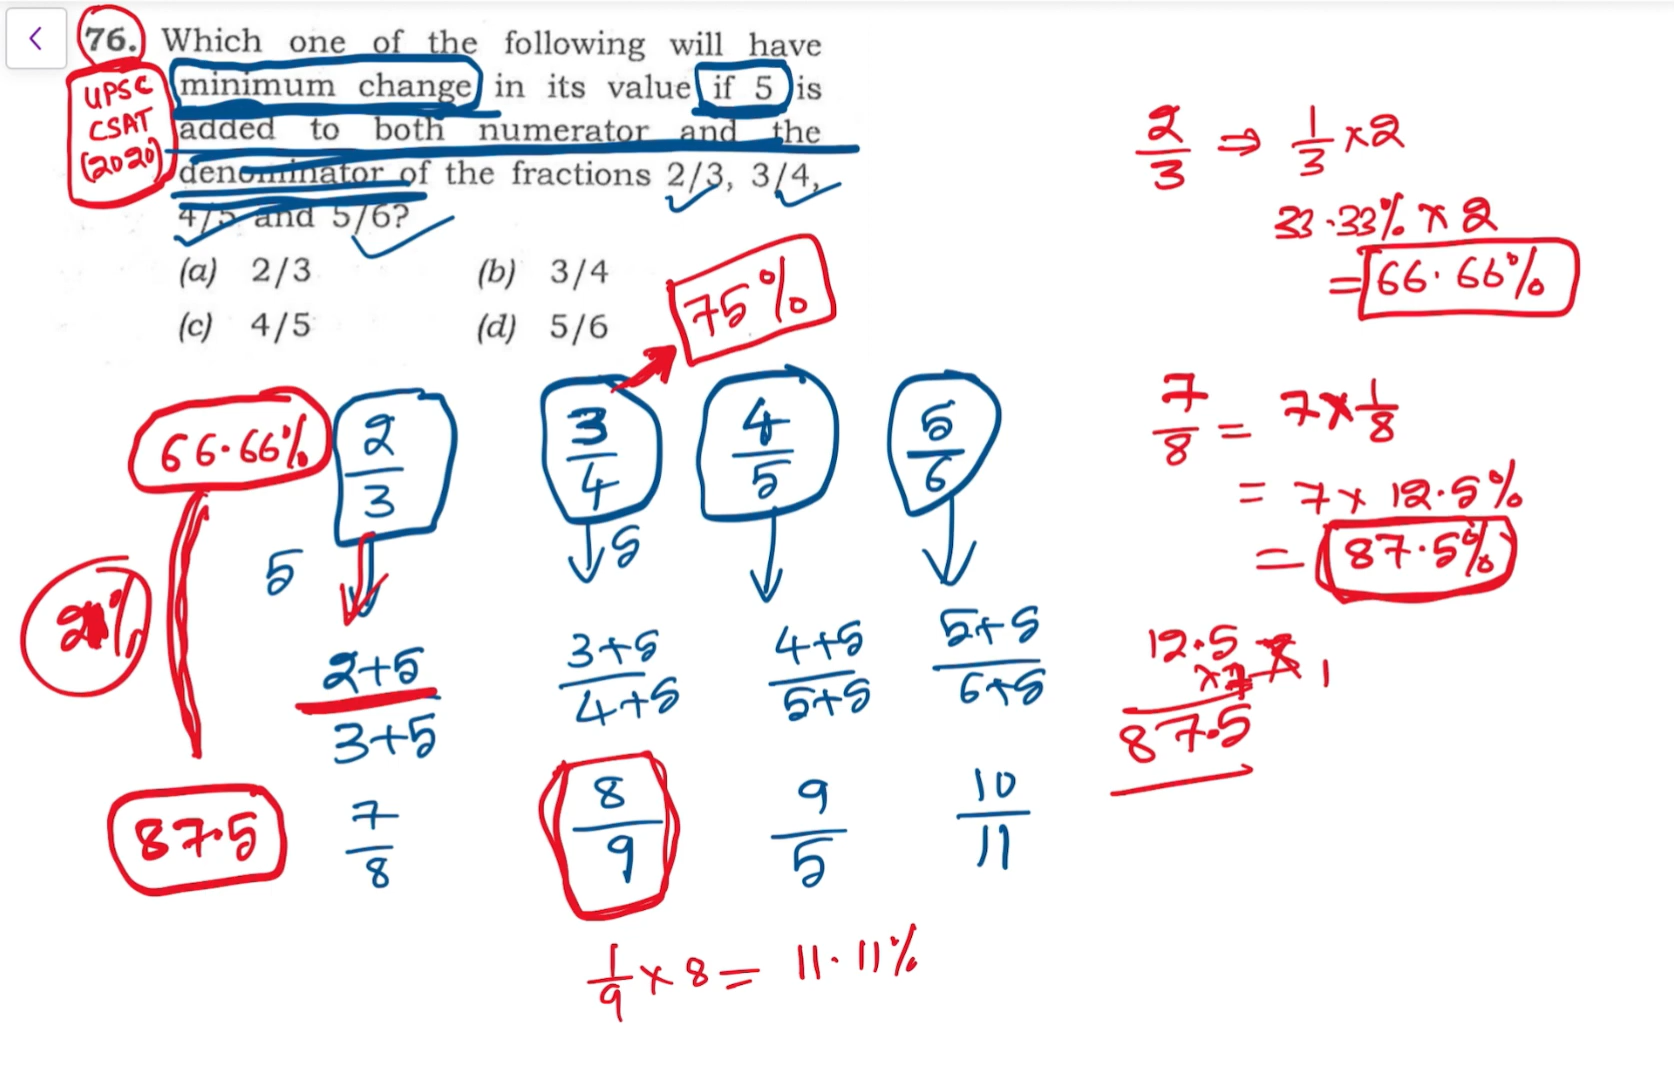 76. Which one of the following will have
minimum change in its value if 5 is
added to both numerator and the
denominator of the fractions 2/3, 3/4,
4/5 and 5/6?
(a) 2/3 (b) 3/4
(c) 4/5 (d) 5/6
UPSC
CSAT
(2020)
2/3 ⇒ 1/3 ×2
33.33% × 2
= 66.66%
7/8 = 7×1/8
= 7× 12.5%
= 87.5%
12.5
×7
87.5
75%
66.66%
2/3
3/4
4/5
5/6
5
5
21%
2+5/3+5
3+5/4+5
4+5/5+5
5+5/6+5
87.5
7/8
8/9
9/5
10/11
1/9 × 8 = 11.11%